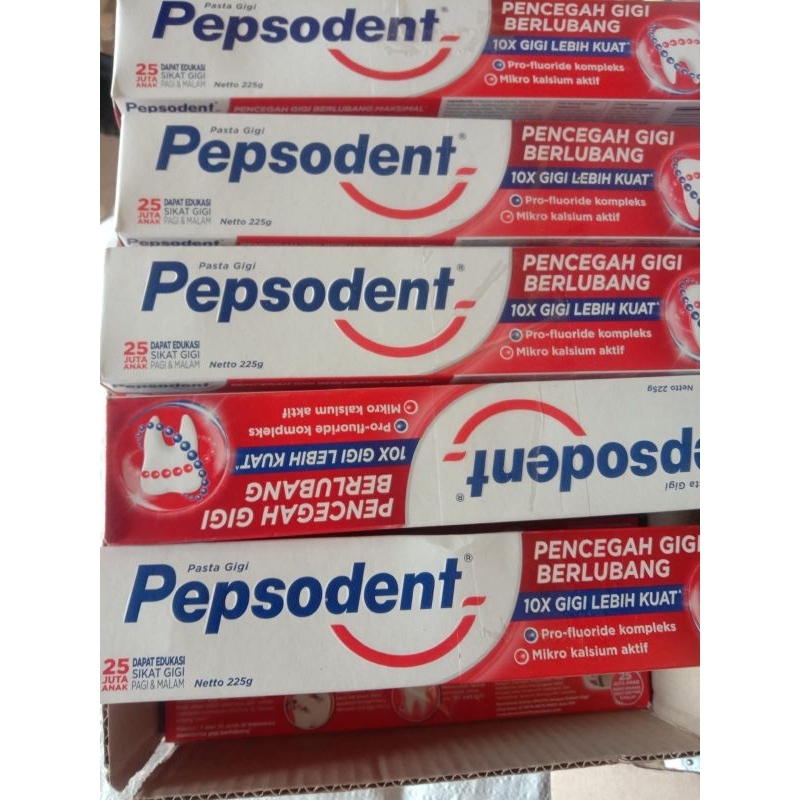 Pasta Gigi
Pepsodent
PENCEGAH GIGI
BERLUBANG
10X GIGI LEBIH KUAT*
Pro-fluoride kompleks
Mikro kalsium aktif
25 JUTA ANAK
DAPAT EDUKASI
SIKAT GIGI
PAGI & MALAM
Netto 225g
Pepsodent PENCEGAH GIGI BERLUBANG MAKSIMAL
Pasta Gigi
Pepsodent®
PENCEGAH GIGI
BERLUBANG
10X GIGI LEBIH KUAT*
Pro-fluoride kompleks
Mikro kalsium aktif
25 JUTA ANAK
DAPAT EDUKASI
SIKAT GIGI
PAGI & MALAM
Netto 225g
Pepsodent
Pasta Gigi
Pepsodent®
PENCEGAH GIGI
BERLUBANG
10X GIGI LEBIH KUAT*
Pro-fluoride kompleks
Mikro kalsium aktif
25 JUTA ANAK
DAPAT EDUKASI
SIKAT GIGI
PAGI & MALAM
Netto 225g
sta Gigi
epsodent®
PENCEGAH GIGI
BERLUBANG
10X GIGI LEBIH KUAT*
Pro-fluoride kompleks
Mikro kalsium aktif
Netto 225g
Pasta Gigi
Pepsodent®
PENCEGAH GIGI
BERLUBANG
10X GIGI LEBIH KUAT*
Pro-fluoride kompleks
Mikro kalsium aktif
25 JUTA ANAK
DAPAT EDUKASI
SIKAT GIGI
PAGI & MALAM
Netto 225g